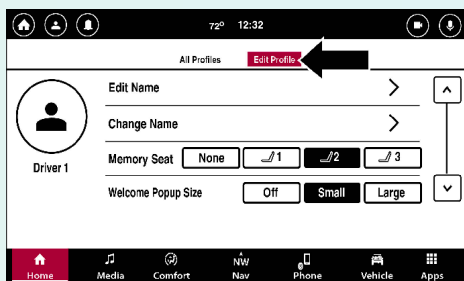 72º 12:32
All Profiles Edit Profile
Edit Name
Change Name
Driver 1
Memory Seat None 1 2 3
Welcome Popup Size Off Small Large
Home Media Comfort NW Nav Phone Vehicle Apps